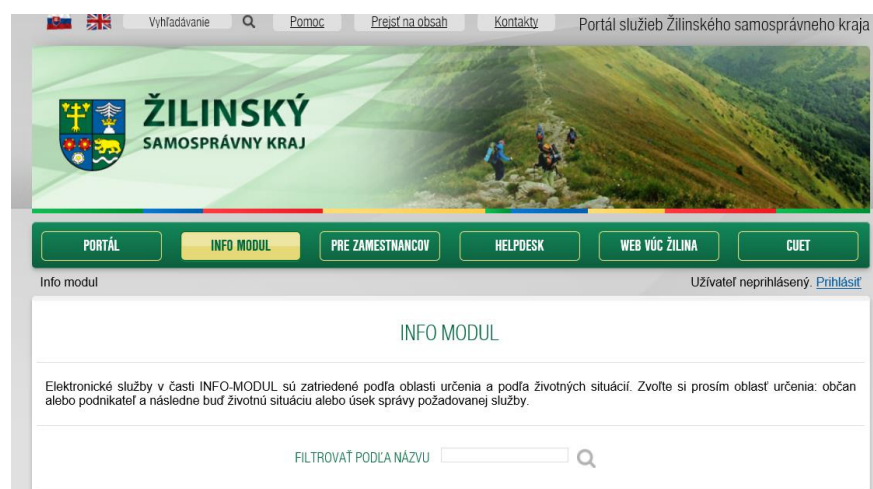 Vyhľadávanie Pomoc Prejsť na obsah Kontakty Portál služieb Žilinského samosprávneho kraja
ŽILINSKÝ
SAMOSPRÁVNY KRAJ
PORTÁL INFO MODUL PRE ZAMESTNANCOV HELPDESK WEB VÚC ŽILINA CUET
Info modul Užívateľ neprihlásený. Prihlásiť
INFO MODUL
Elektronické služby v časti INFO-MODUL sú zatriedené podľa oblasti určenia a podľa životných situácií. Zvoľte si prosím oblasť určenia: občan
alebo podnikateľ a následne buď životnú situáciu alebo úsek správy požadovanej služby.
FILTROVAŤ PODĽA NÁZVU